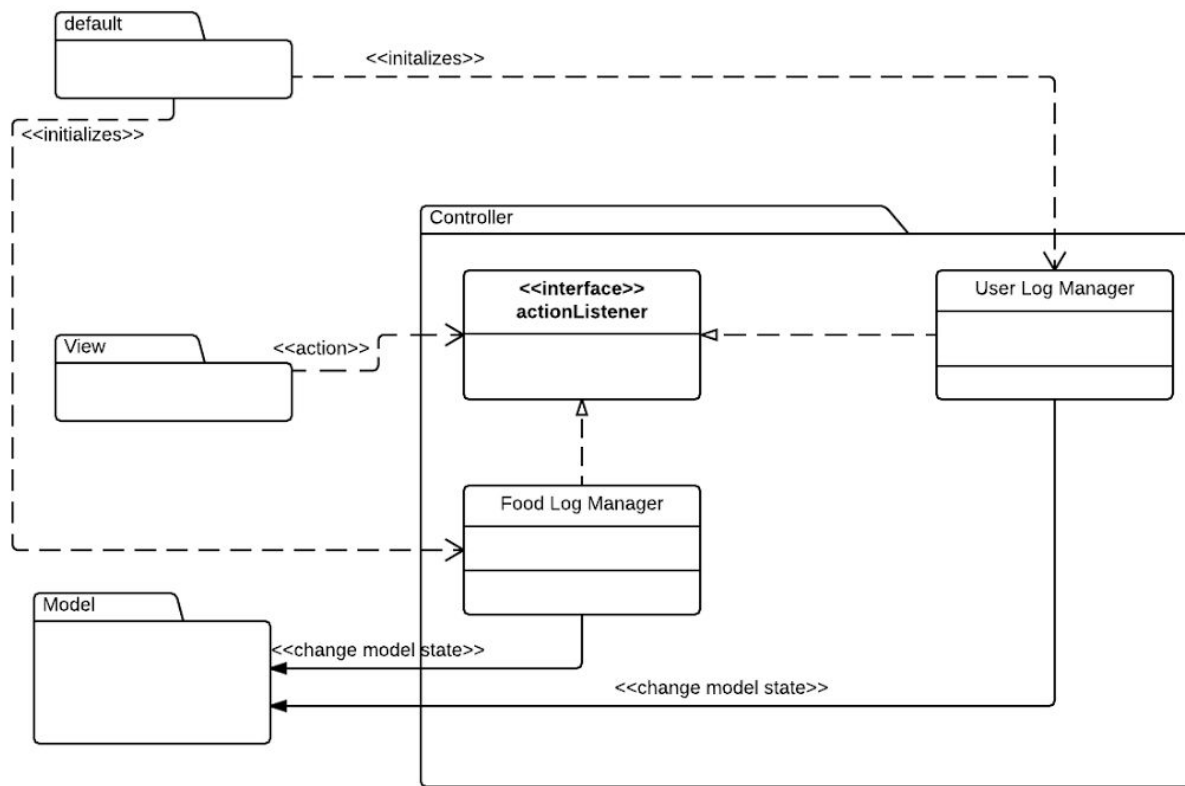 default
<<initalizes>>
<<initializes>>
Controller
<<interface>>
actionListener
User Log Manager
View
<<action>>
Food Log Manager
Model
<<change model state>>
<<change model state>>